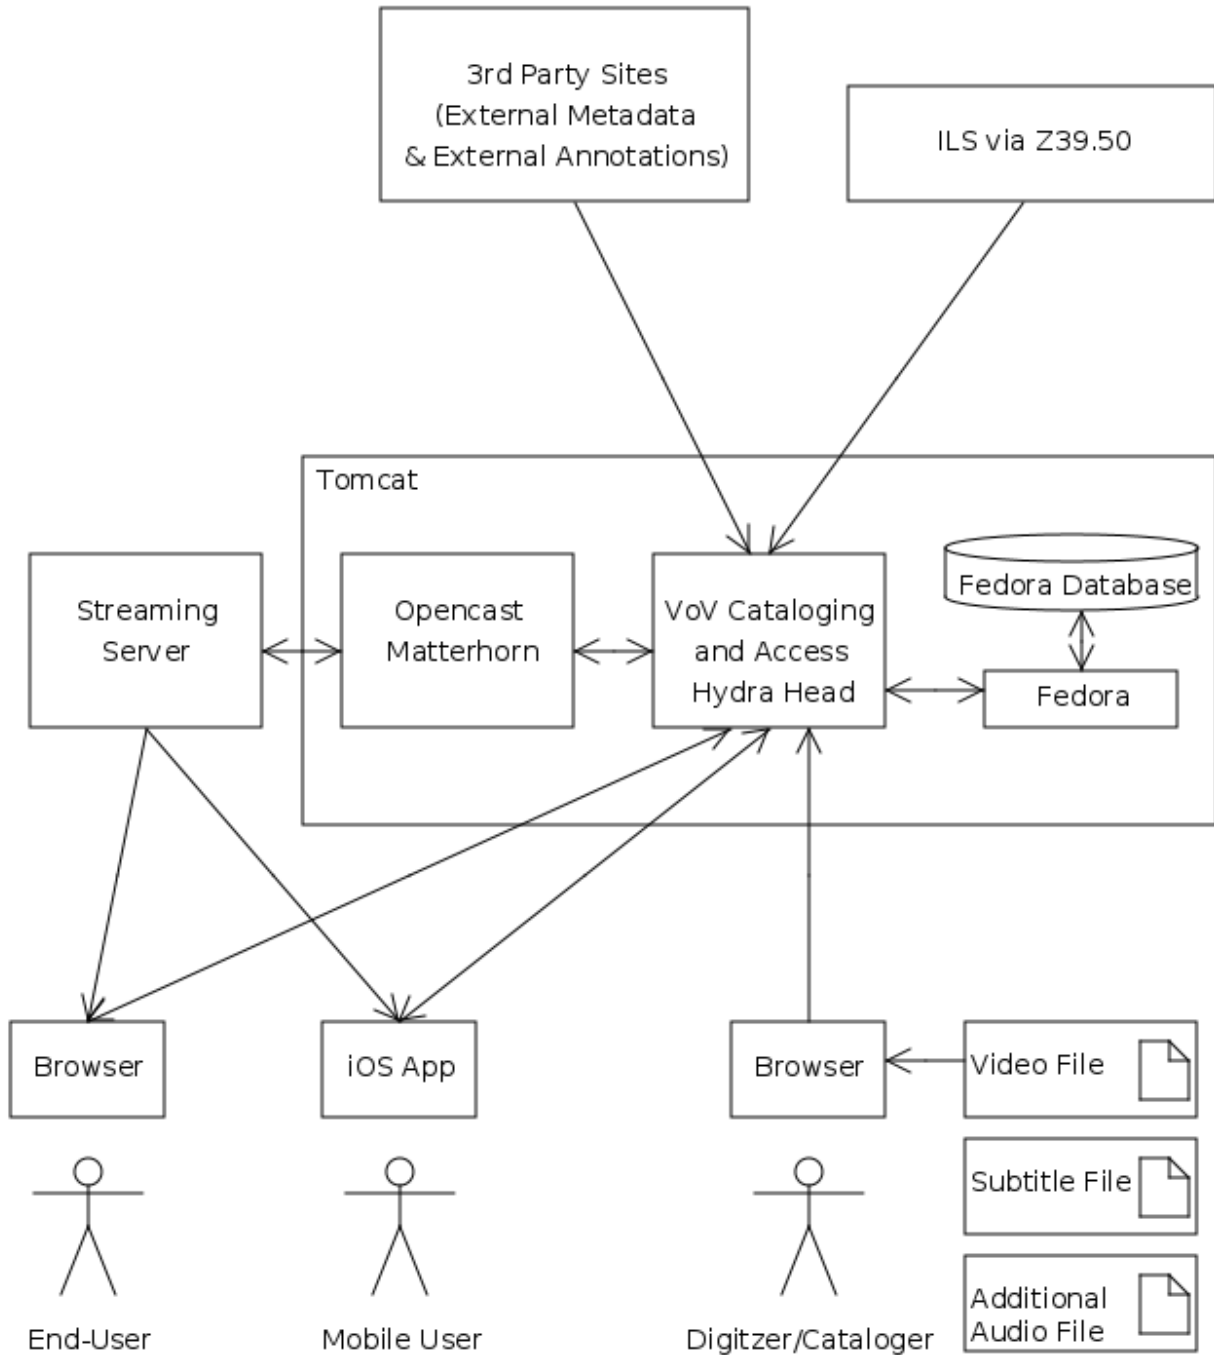 3rd Party Sites
(External Metadata
& External Annotations)
ILS via Z39.50
Tomcat
Streaming
Server
Opencast
Matterhorn
VoV Cataloging
and Access
Hydra Head
Fedora Database
Fedora
Browser
iOS App
Browser
Video File
Subtitle File
Additional
Audio File
End-User
Mobile User
Digitzer/Cataloger